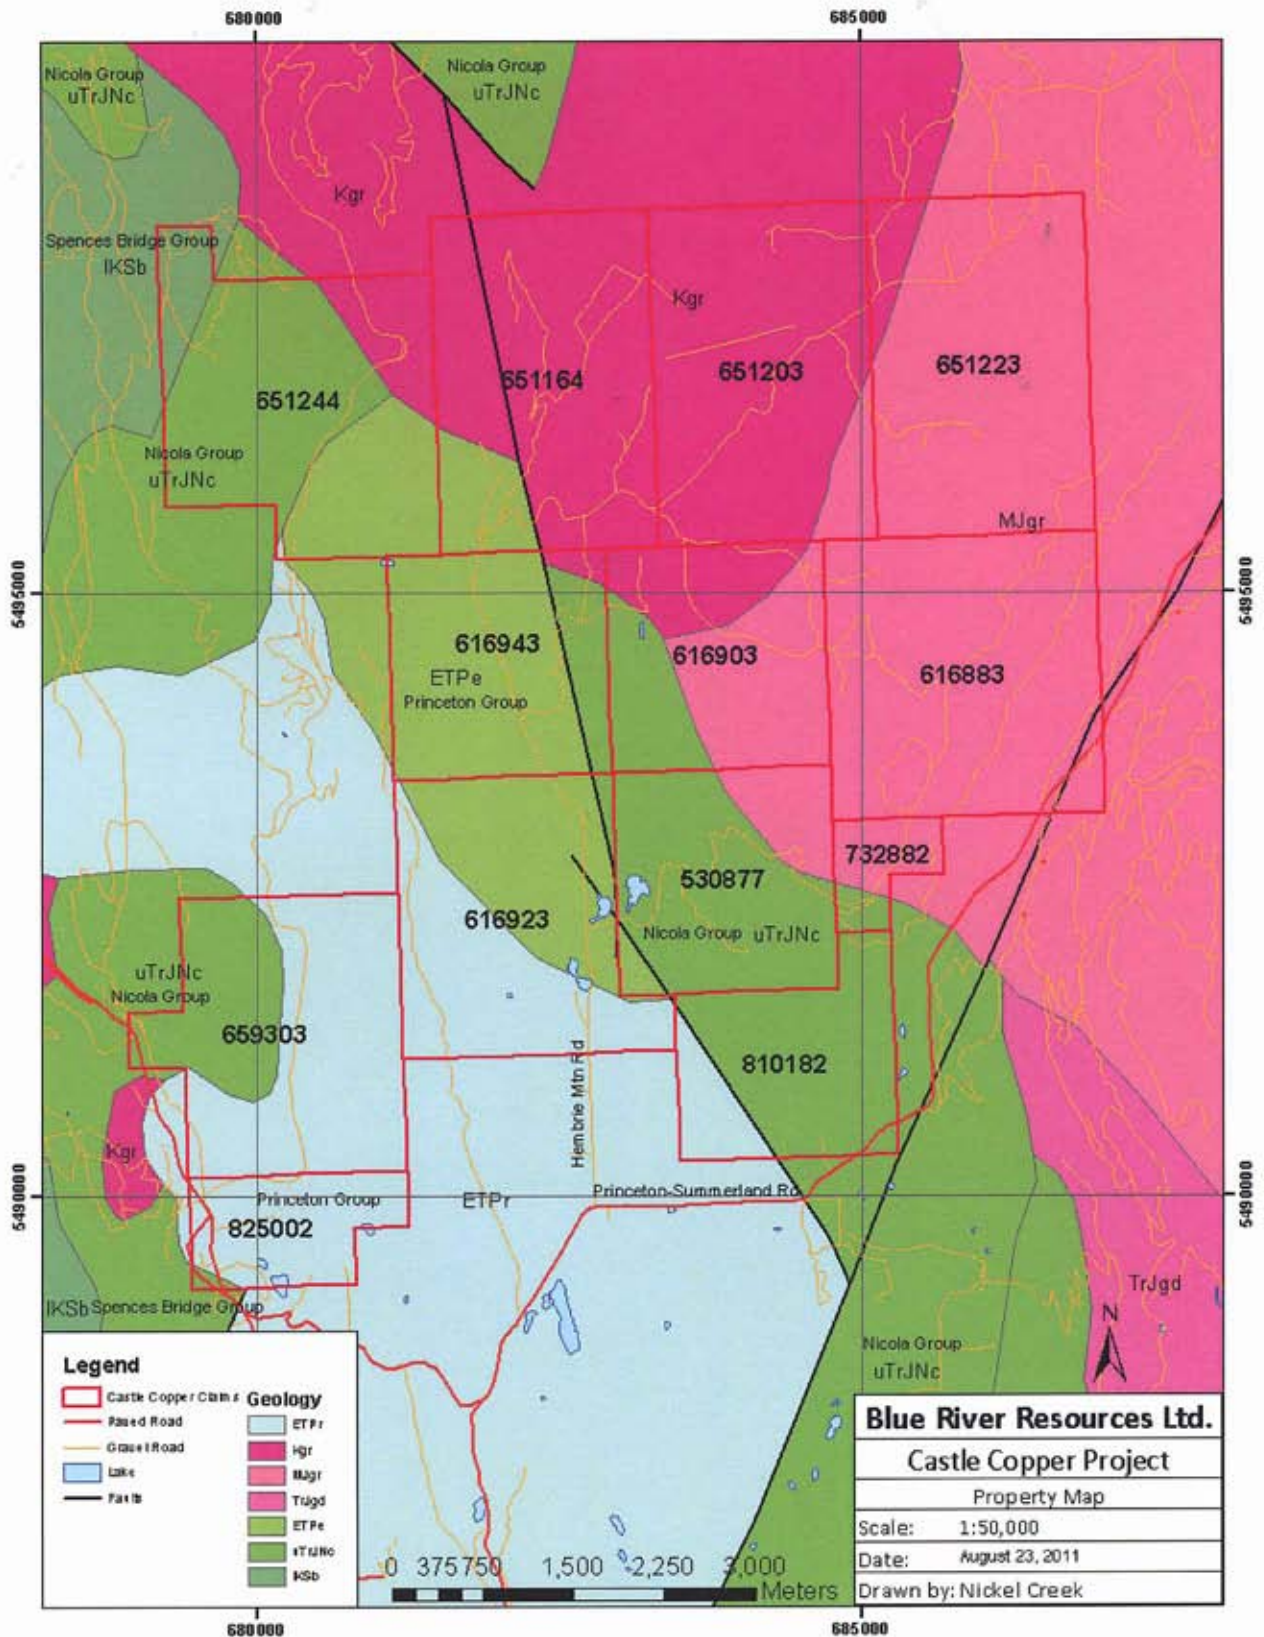 680000
685000
Nicola Group
uTrJNc
Nicola Group
uTrJNc
Kgr
Spences Bridge Group
IKSb
Kgr
651164
651203
651223
651244
Nicola Group
uTrJNc
MJgr
5495000
5495000
616943
616903
616883
ETPe
Princeton Group
732882
530877
616923
Nicola Group uTrJNc
uTrJNc
Nicola Group
659303
810182
Hembrie Mtn Rd
Kgr
5490000
5490000
Princeton Group
ETPr
Princeton-Summerland Rd
825002
TrJgd
IKSb Spences Bridge Group
N
Nicola Group
uTrJNc
Legend
Castle Copper Claims
Paved Road
Gravel Road
Lake
Faults
Geology
ETPr
Kgr
MJgr
TrJgd
ETPe
uTrJNc
IKSb
0 375 750 1,500 2,250 3,000
Meters
Blue River Resources Ltd.
Castle Copper Project
Property Map
Scale: 1:50,000
Date: August 23, 2011
Drawn by: Nickel Creek
680000
685000